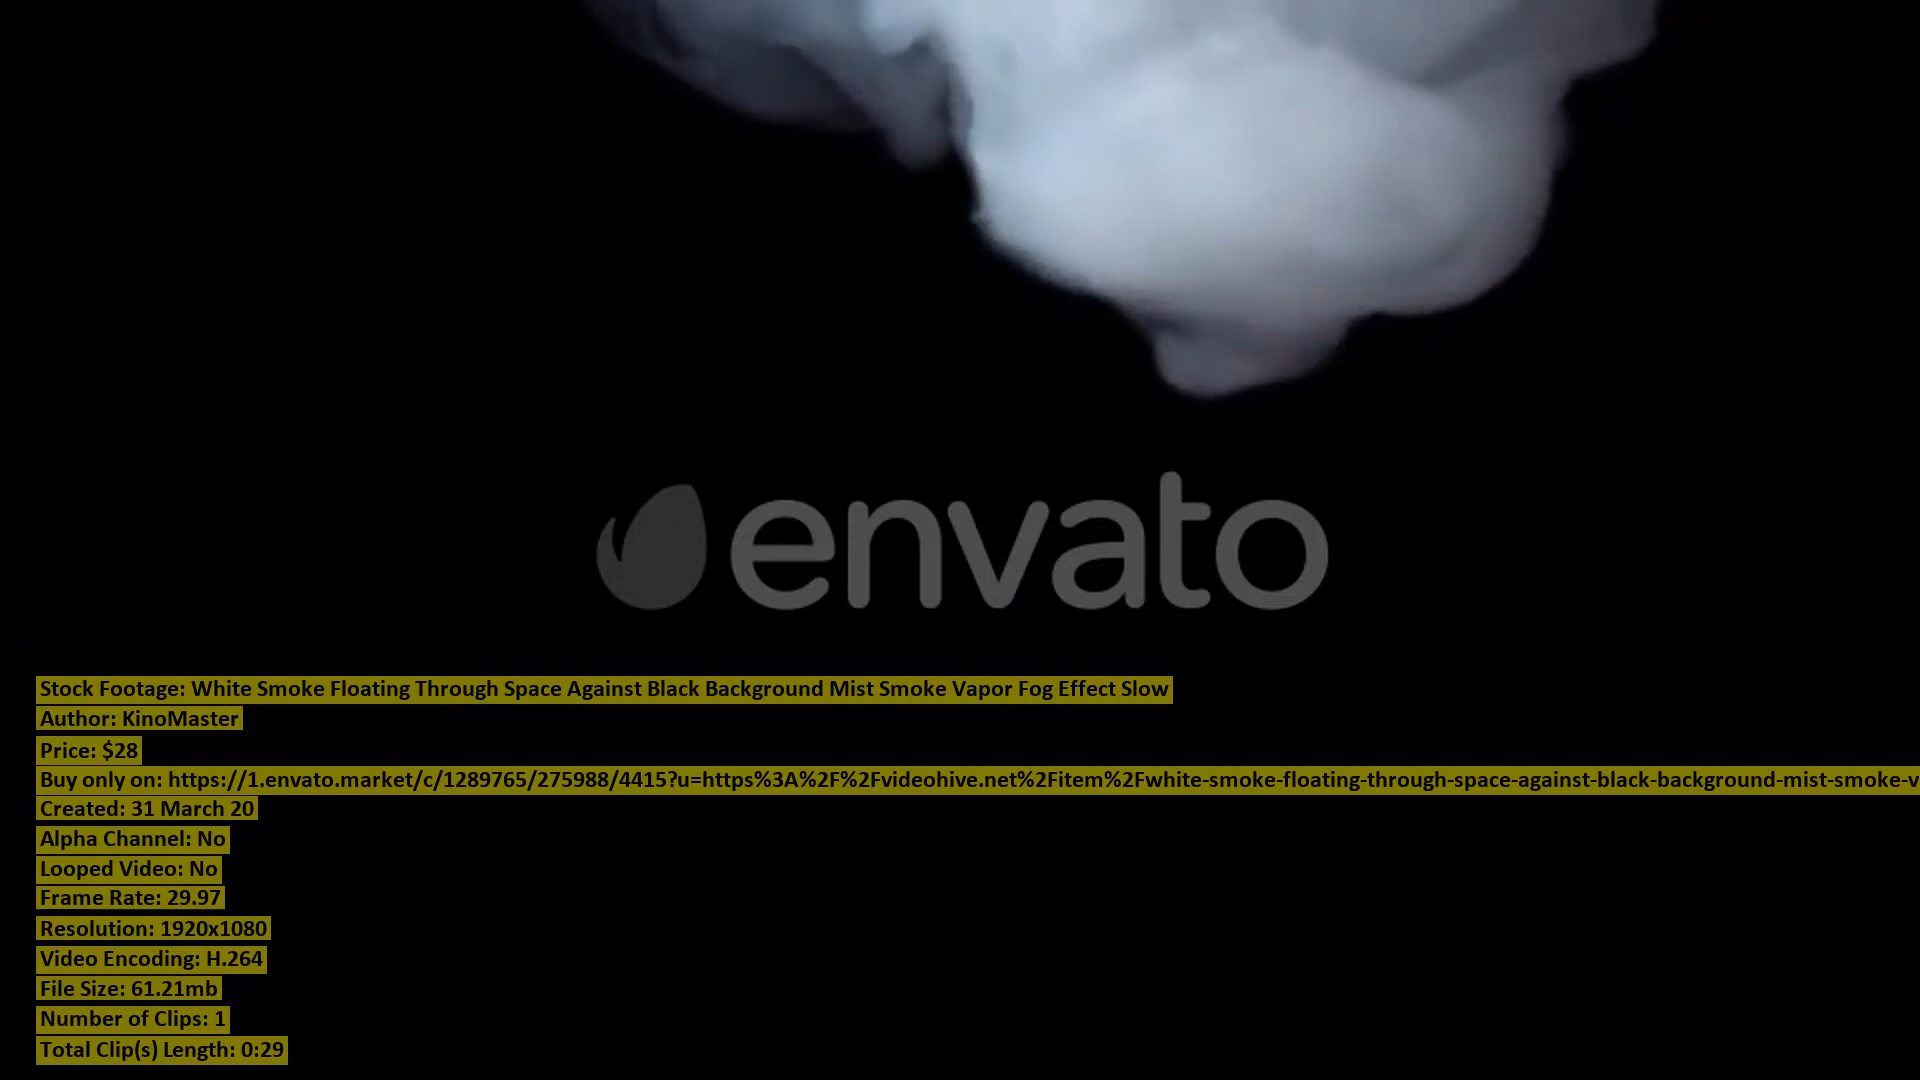 envato
Stock Footage: White Smoke Floating Through Space Against Black Background Mist Smoke Vapor Fog Effect Slow
Author: KinoMaster
Price: $28
Buy only on: https://1.envato.market/c/1289765/275988/4415?u=https%3A%2F%2Fvideohive.net%2Fitem%2Fwhite-smoke-floating-through-space-against-black-background-mist-smoke-v
Created: 31 March 20
Alpha Channel: No
Looped Video: No
Frame Rate: 29.97
Resolution: 1920x1080
Video Encoding: H.264
File Size: 61.21mb
Number of Clips: 1
Total Clip(s) Length: 0:29